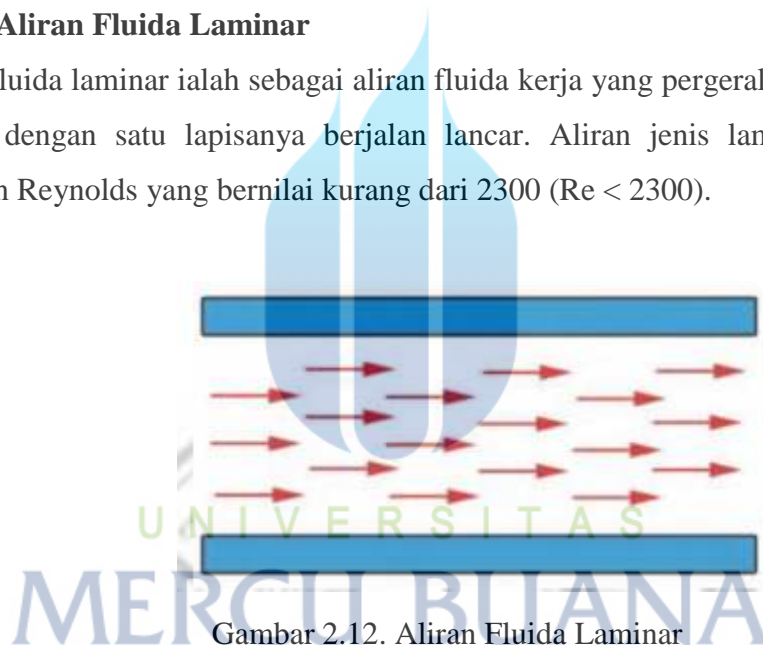 Aliran Fluida Laminar
luida laminar ialah sebagai aliran fluida kerja yang pergeral
dengan satu lapisanya berjalan lancar. Aliran jenis lan
n Reynolds yang bernilai kurang dari 2300 (Re < 2300).
UNIVERSITAS
MERCU BUANA
Gambar 2.12. Aliran Fluida Laminar